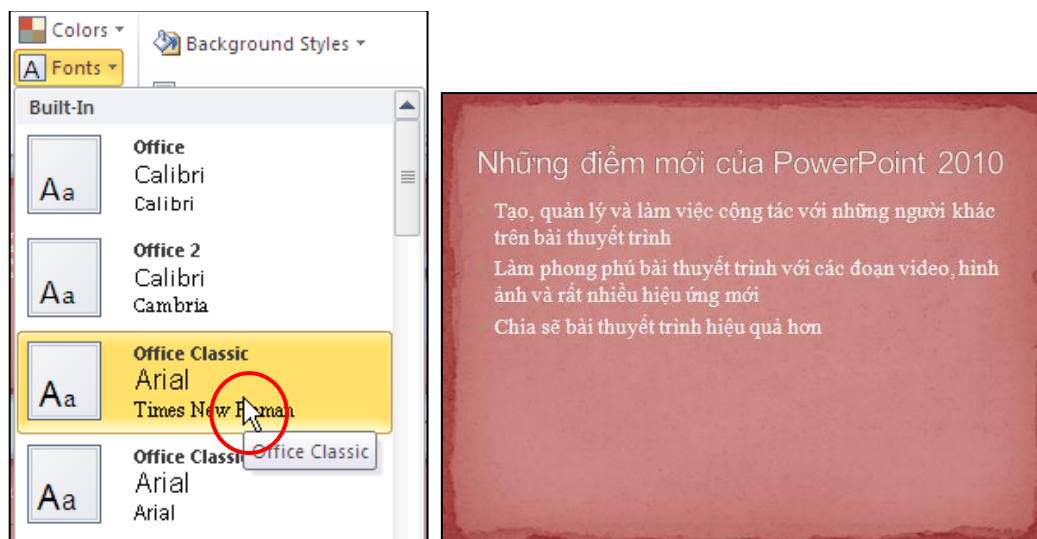 Colors
Background Styles
A Fonts
Built-In
Aa
Office
Calibri
Calibri
Aa
Office 2
Calibri
Cambria
Aa
Office Classic
Arial
Times New Roman
Office Classic
Aa
Office Classic
Arial
Arial
Những điểm mới của PowerPoint 2010
Tạo, quản lý và làm việc cộng tác với những người khác
trên bài thuyết trình
Làm phong phú bài thuyết trình với các đoạn video, hình
ảnh và rất nhiều hiệu ứng mới
Chia sẽ bài thuyết trình hiệu quả hơn